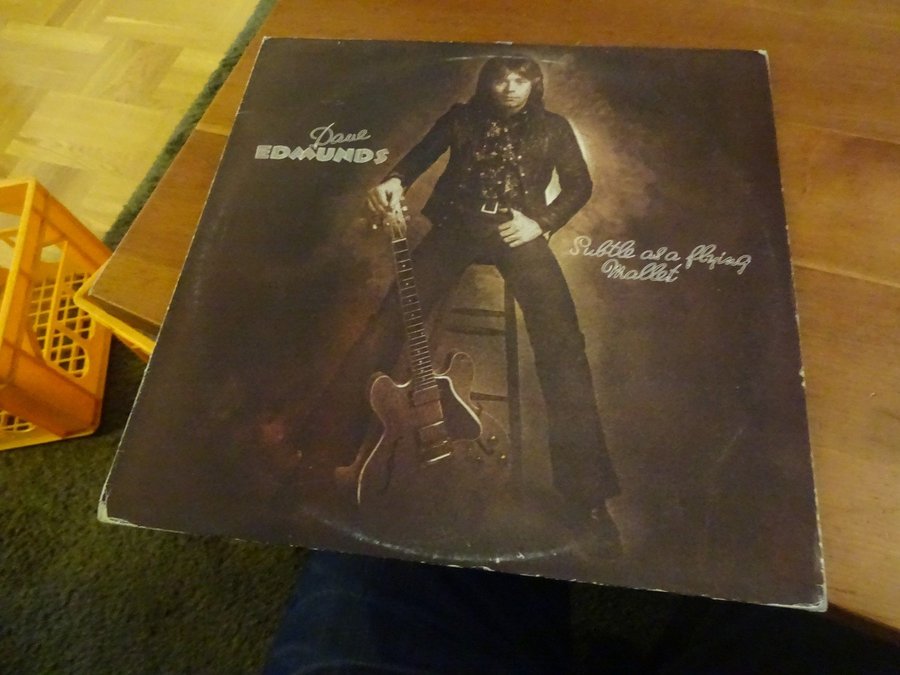 Dave
EDMUNDS
Subtle as a flying
Mallet